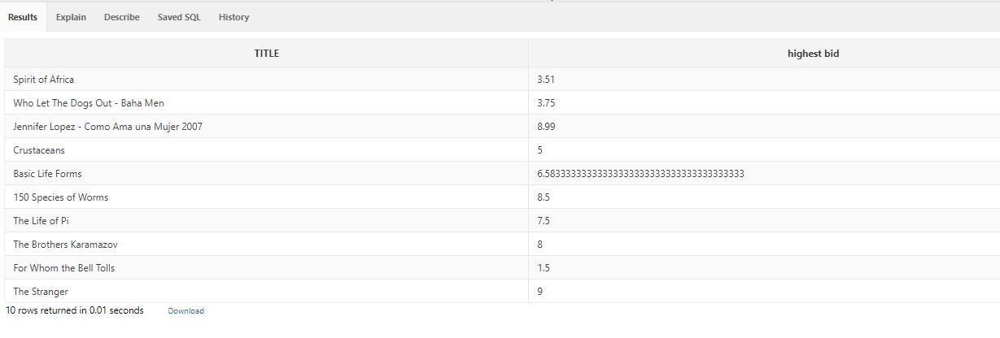 Results Explain Describe Saved SQL History
TITLE highest bid
Spirit of Africa 3.51
Who Let The Dogs Out - Baha Men 3.75
Jennifer Lopez - Como Ama una Mujer 2007 8.99
Crustaceans 5
Basic Life Forms 6.58333333333333333333333333333333333333
150 Species of Worms 8.5
The Life of Pi 7.5
The Brothers Karamazov 8
For Whom the Bell Tolls 1.5
The Stranger 9
10 rows returned in 0.01 seconds Download